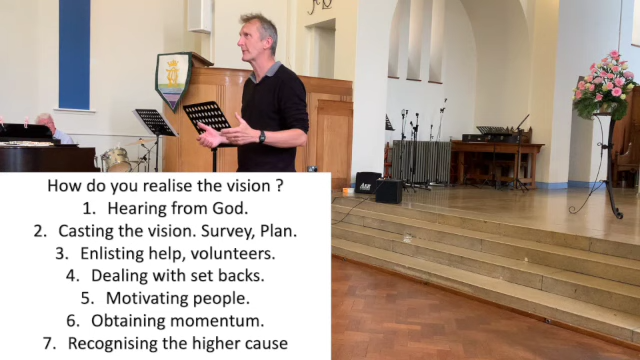 How do you realise the vision ?
1. Hearing from God.
2. Casting the vision. Survey, Plan.
3. Enlisting help, volunteers.
4. Dealing with set backs.
5. Motivating people.
6. Obtaining momentum.
7. Recognising the higher cause